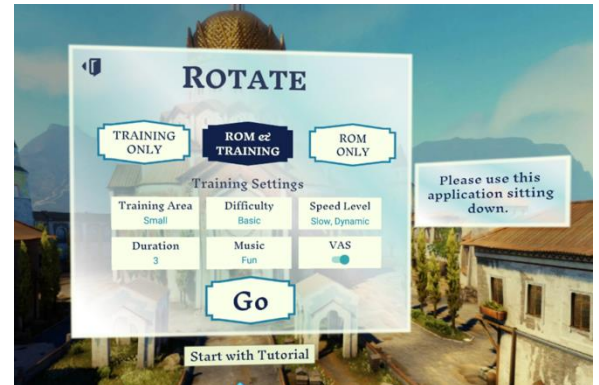 ROTATE
TRAINING
ONLY
ROM &
TRAINING
ROM
ONLY
Training Settings
Training Area
Small
Difficulty
Basic
Speed Level
Slow, Dynamic
Duration
3
Music
Fun
VAS
Go
Start with Tutorial
Please use this
application sitting
down.